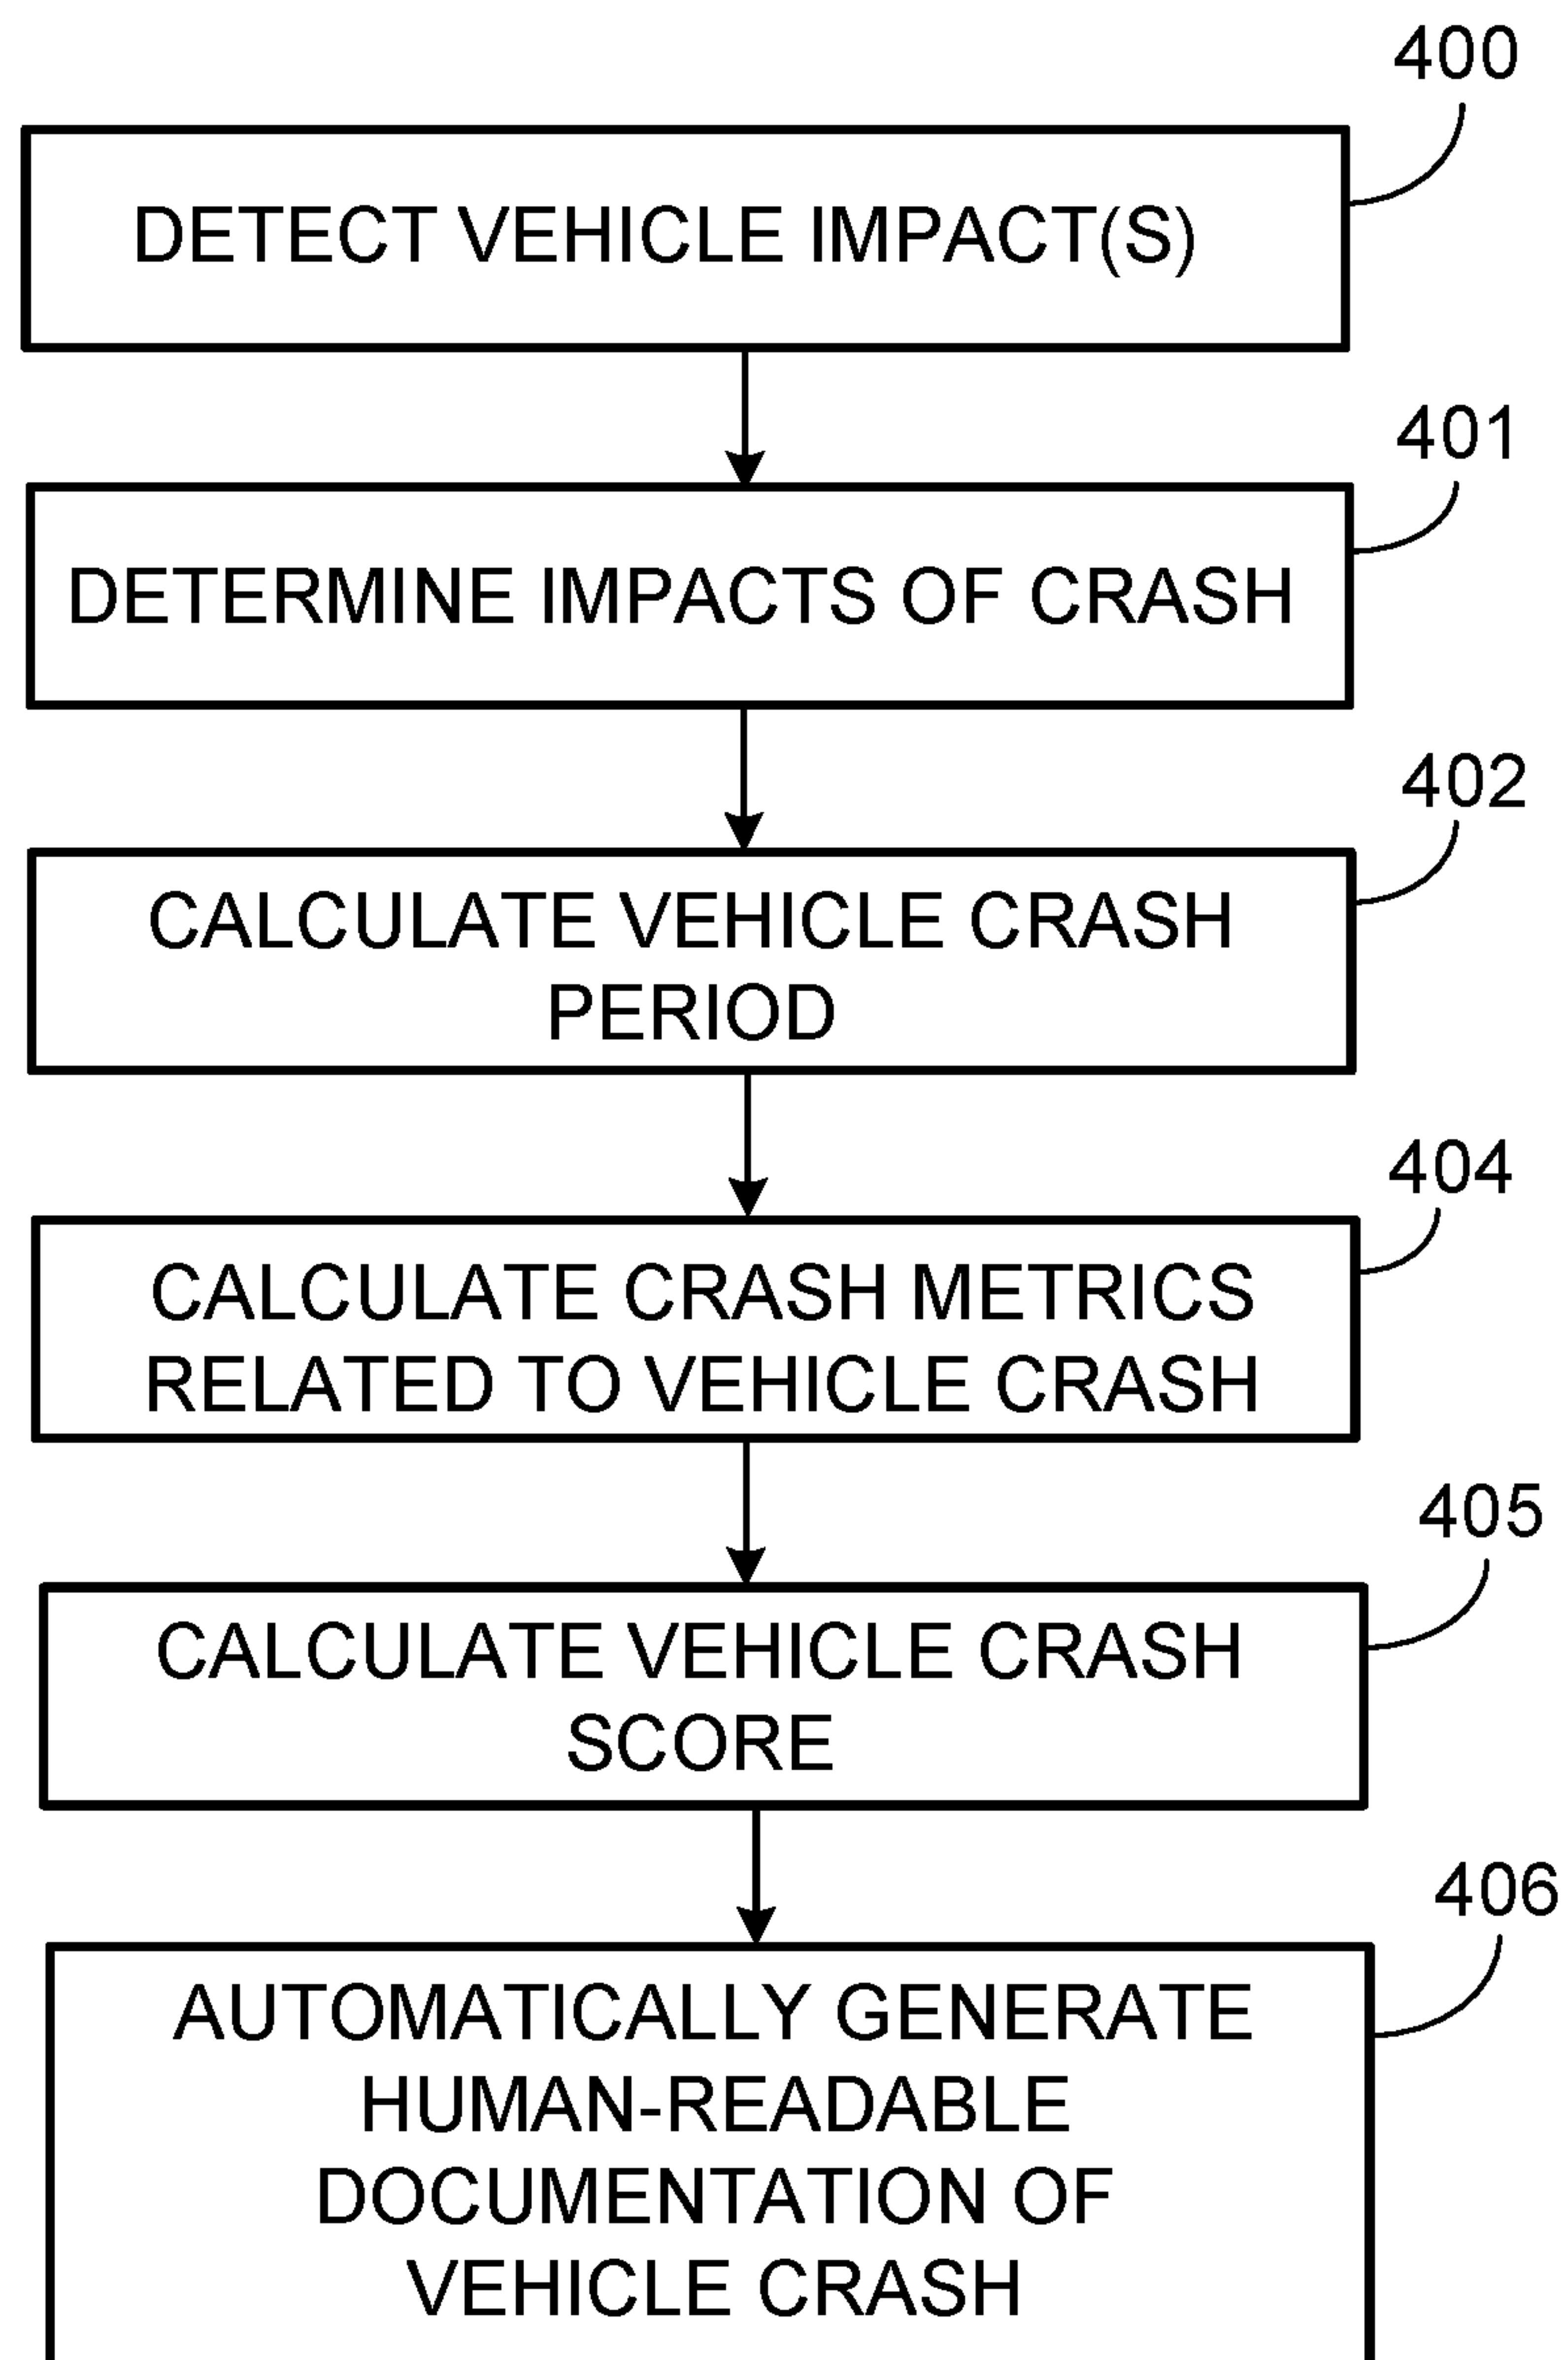 400
DETECT VEHICLE IMPACT(S)
401
DETERMINE IMPACTS OF CRASH
402
CALCULATE VEHICLE CRASH
PERIOD
404
CALCULATE CRASH METRICS
RELATED TO VEHICLE CRASH
405
CALCULATE VEHICLE CRASH
SCORE
406
AUTOMATICALLY GENERATE
HUMAN-READABLE
DOCUMENTATION OF
VEHICLE CRASH